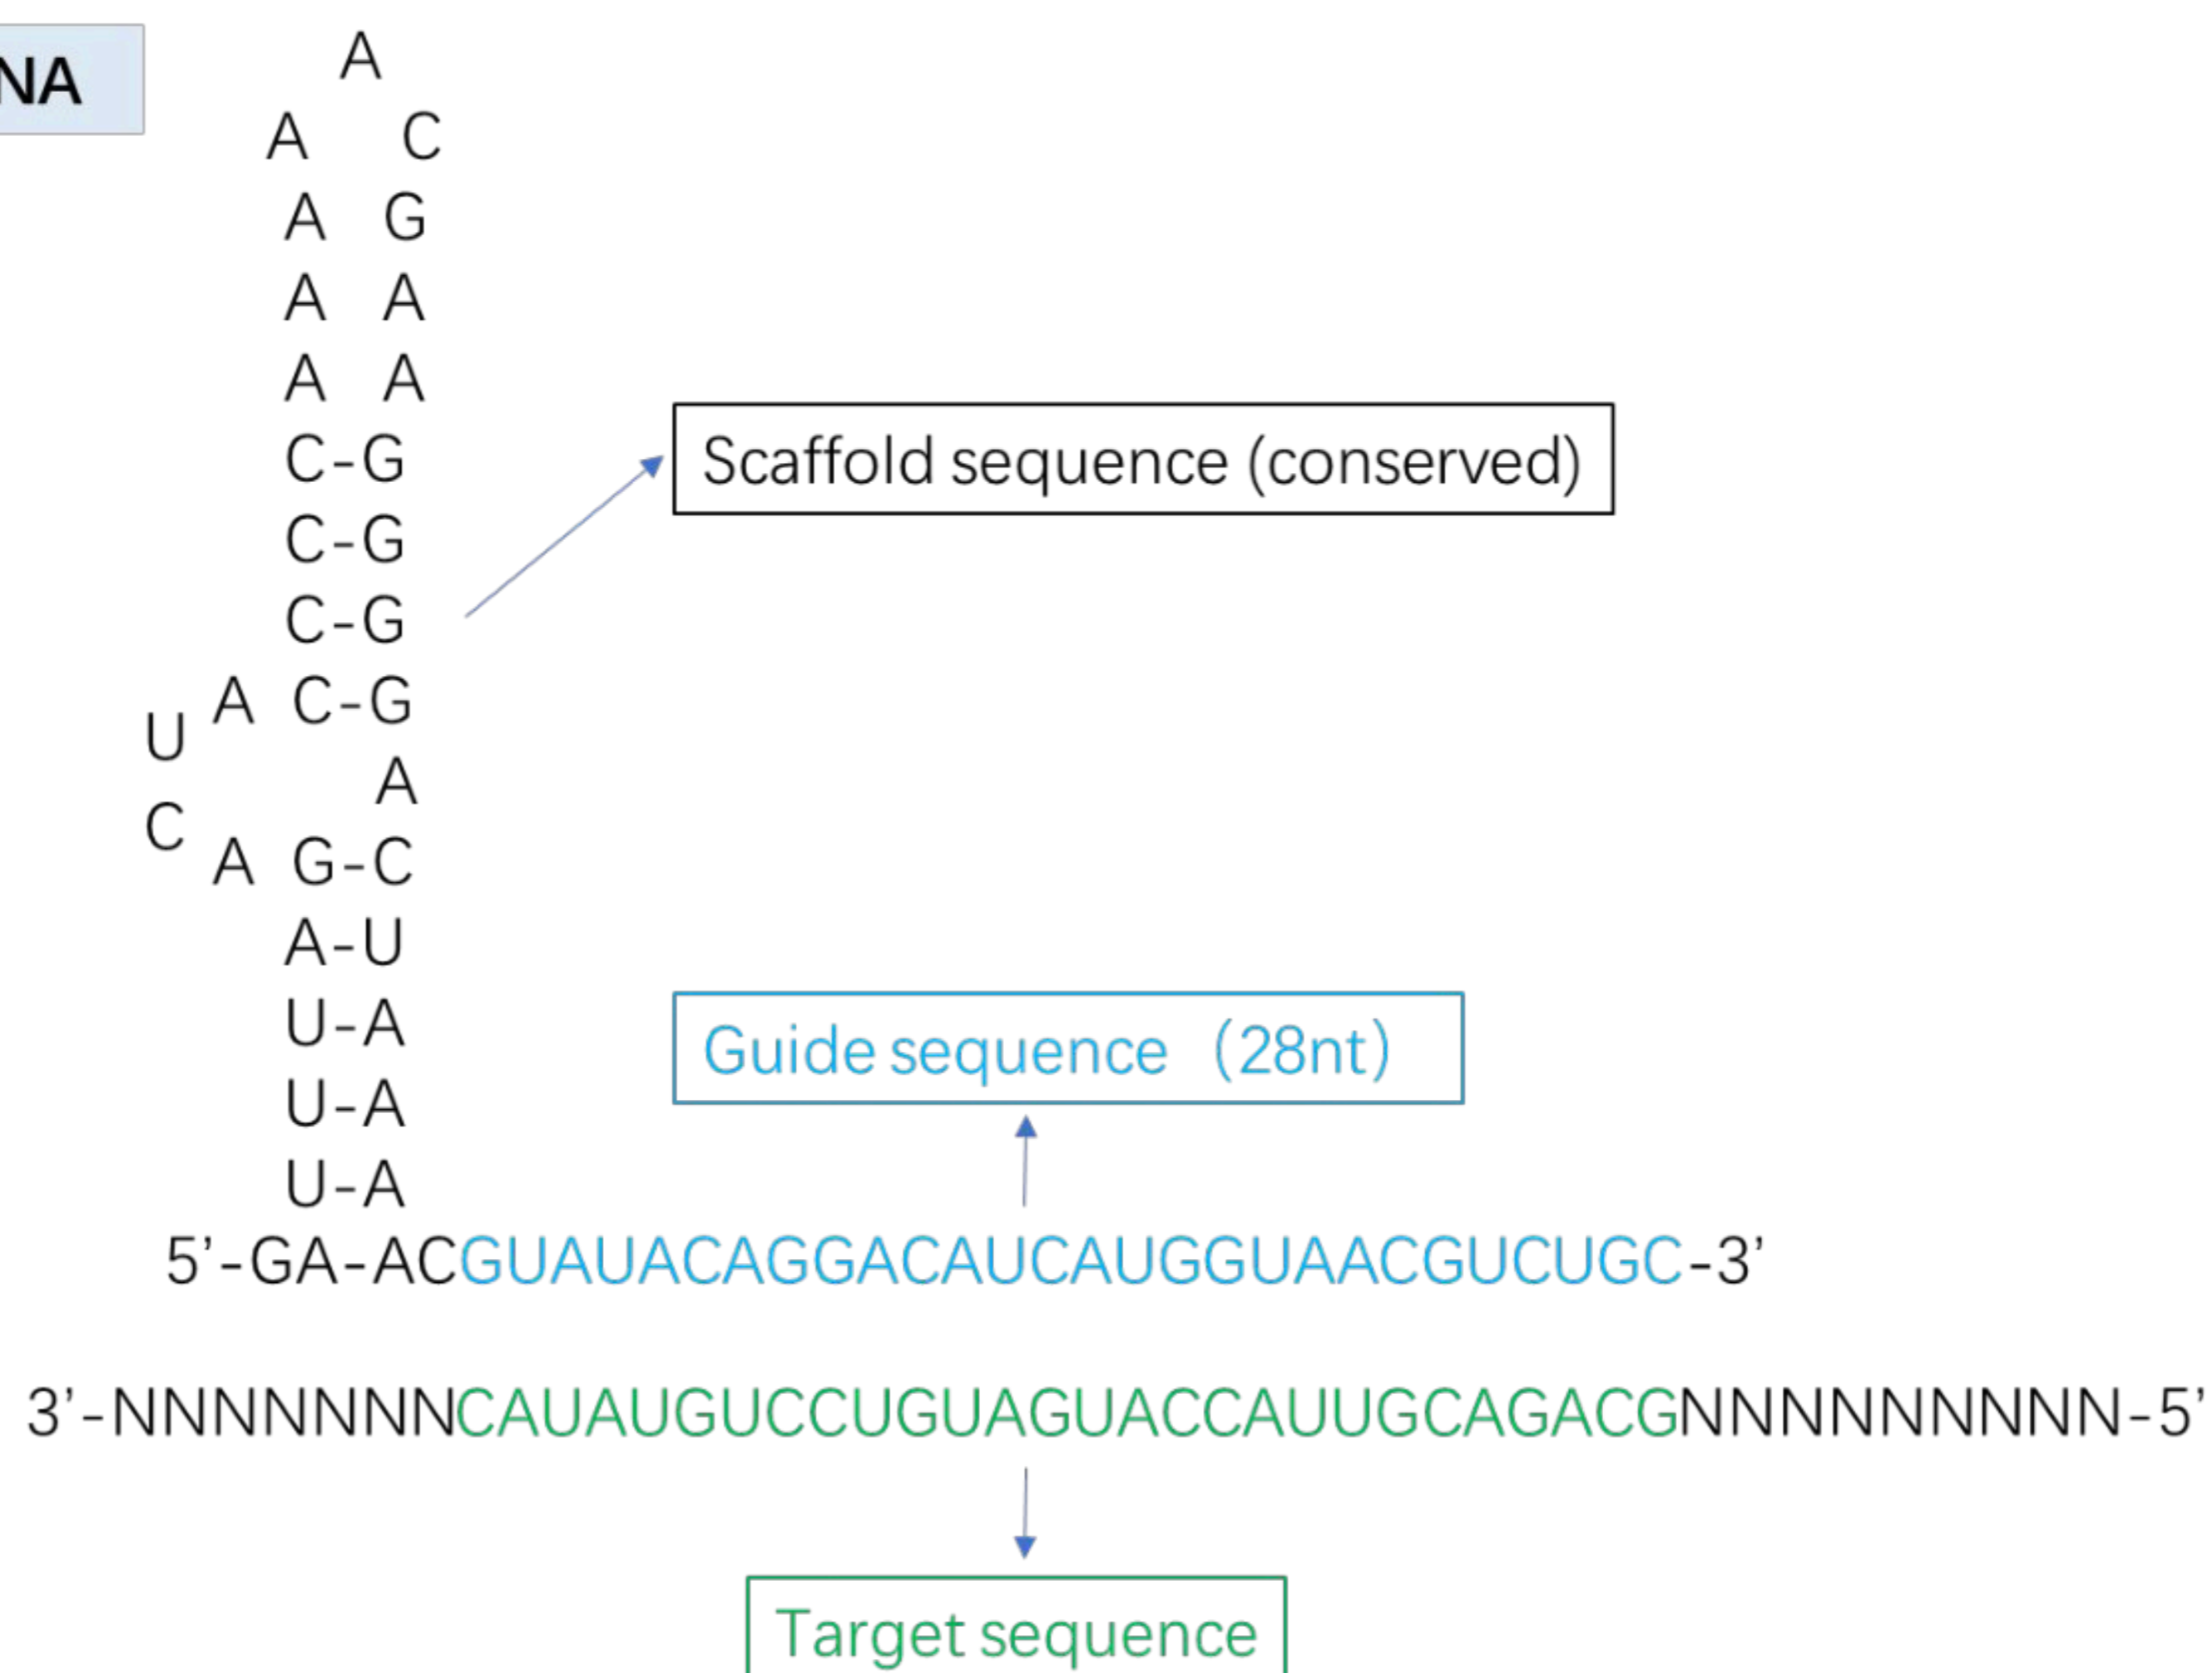 A
NA
A C
A G
A A
A A
C-G
Scaffold sequence (conserved)
C-G
C-G
A C-G
U
A
C
A G-C
A-U
U-A
Guide sequence (28nt)
U-A
U-A
5’-GA-ACGUAUACAGGACAUCAUGGUAACGUCUGC-3’
3’-NNNNNNNCAUAUGUCCUGUAGUACCAUUGCAGACGNNNNNNNNN-5’
Target sequence